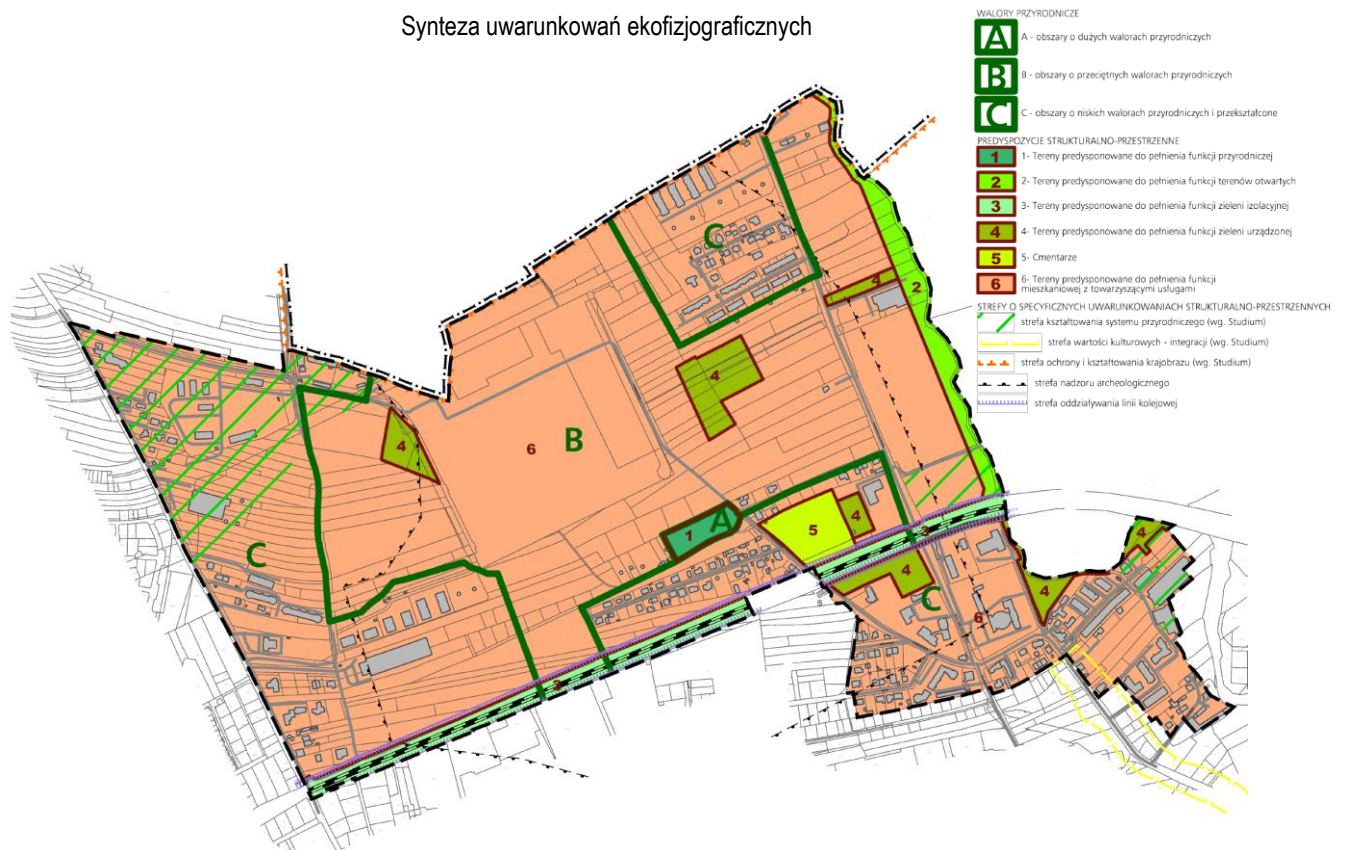 Synteza uwarunkowań ekofizjograficznych
WALORY PRZYRODNICZE
A
A - obszary o dużych walorach przyrodniczych
B
B - obszary o przeciętnych walorach przyrodniczych
C
C - obszary o niskich walorach przyrodniczych i przekształcone
PREDYSPOZYCJE STRUKTURALNO-PRZESTRZENNE
1
1- Tereny predysponowane do pełnienia funkcji przyrodniczej
2
2- Tereny predysponowane do pełnienia funkcji terenów otwartych
3
3- Tereny predysponowane do pełnienia funkcji zieleni izolacyjnej
4
4- Tereny predysponowane do pełnienia funkcji zieleni urządzonej
5
5- Cmentarze
6
6- Tereny predysponowane do pełnienia funkcji
mieszkaniowej z towarzyszącymi usługami
STREFY O SPECYFICZNYCH UWARUNKOWANIACH STRUKTURALNO-PRZESTRZENNYCH
strefa kształtowania systemu przyrodniczego (wg. Studium)
strefa wartości kulturowych - integracji (wg. Studium)
strefa ochrony i kształtowania krajobrazu (wg. Studium)
strefa nadzoru archeologicznego
strefa oddziaływania linii kolejowej
C
4
2
4
4
6
B
C
1
A
5
4
3
4
C
6
4
4
3